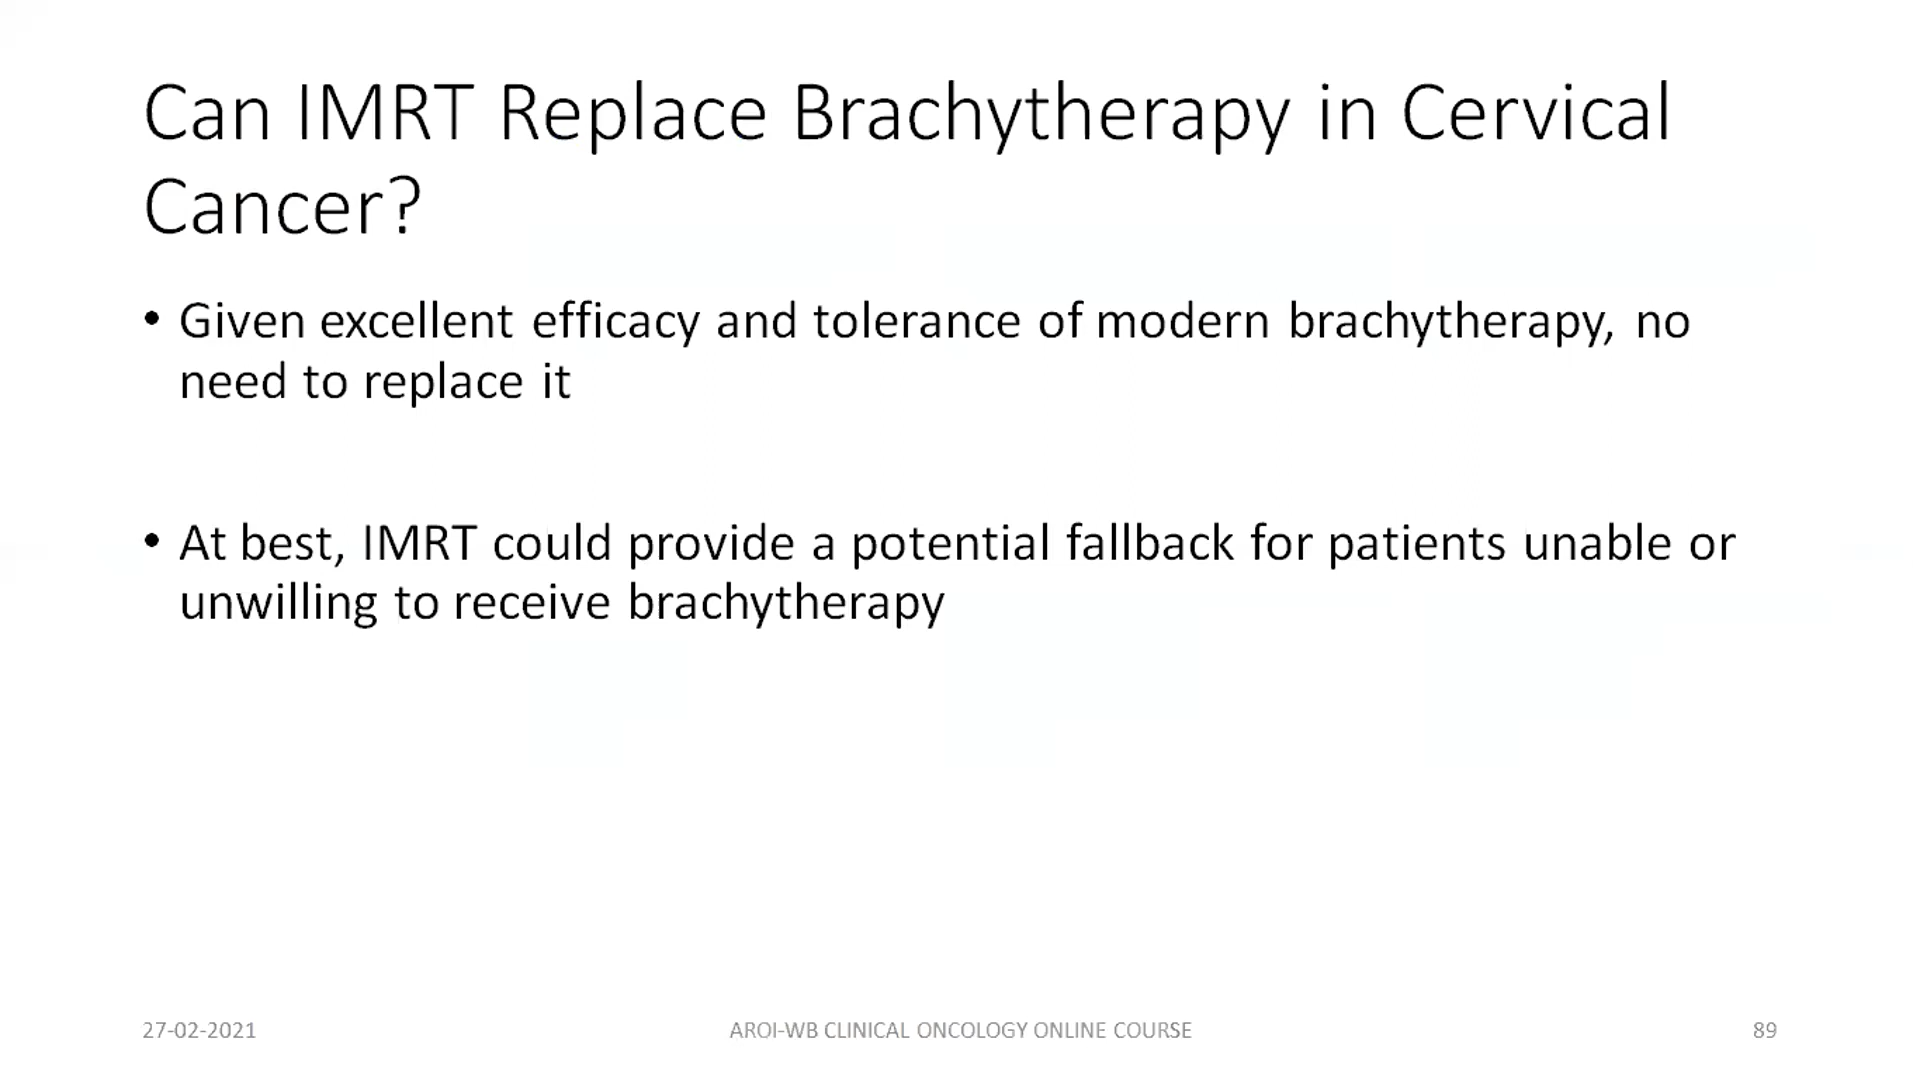 Can IMRT Replace Brachytherapy in Cervical
Cancer?
• Given excellent efficacy and tolerance of modern brachytherapy, no
need to replace it
• At best, IMRT could provide a potential fallback for patients unable or
unwilling to receive brachytherapy
27-02-2021
AROI-WB CLINICAL ONCOLOGY ONLINE COURSE
89